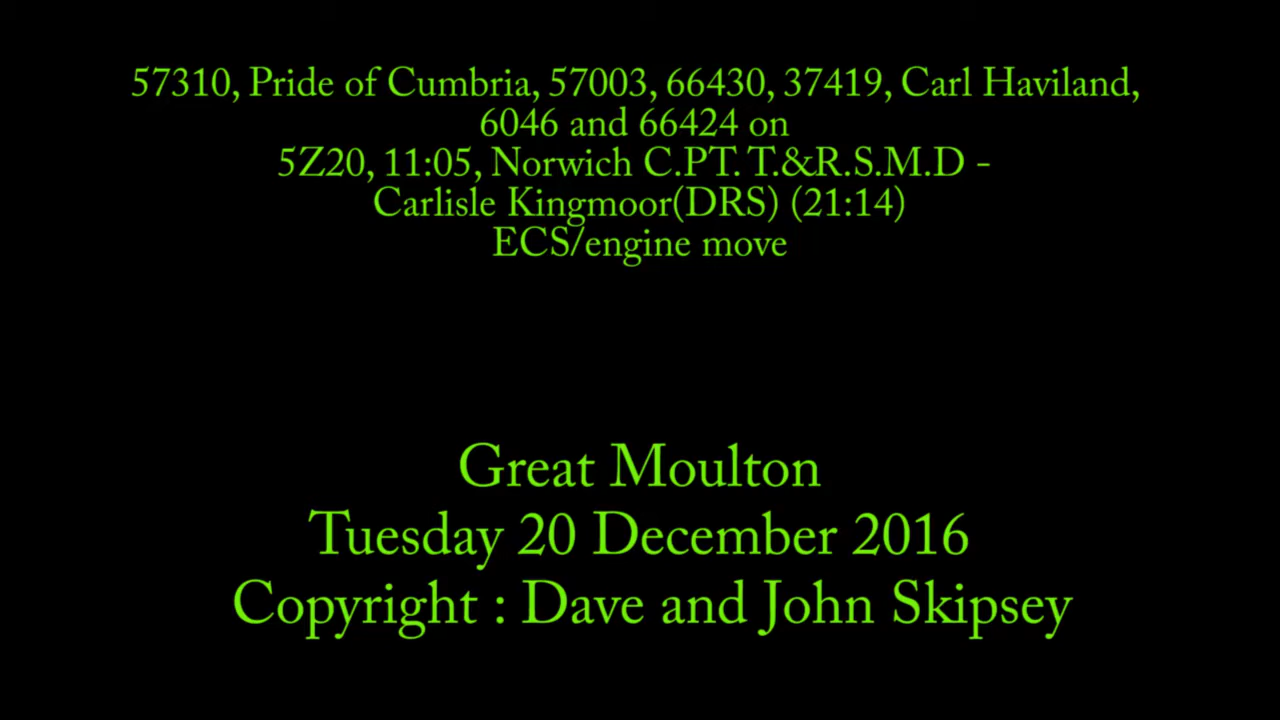 57310, Pride of Cumbria, 57003, 66430, 37419, Carl Haviland,
6046 and 66424 on
5Z20, 11:05, Norwich C.PT. T.&R.S.M.D -
Carlisle Kingmoor(DRS) (21:14)
ECS/engine move
Great Moulton
Tuesday 20 December 2016
Copyright : Dave and John Skipsey